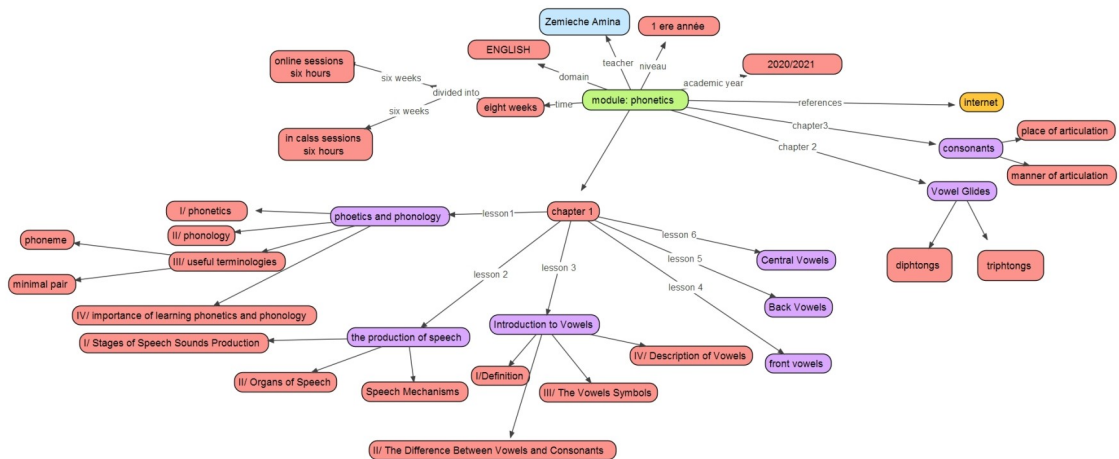 Zemieche Amina
1 ere année
ENGLISH
2020/2021
online sessions
six hours
teacher
niveau
domain
academic year
six weeks
divided into
time
eight weeks
module: phonetics
references
internet
six weeks
in calss sessions
six hours
chapter3
consonants
place of articulation
manner of articulation
chapter 2
Vowel Glides
diphtongs
triphtongs
chapter 1
lesson1
phoetics and phonology
I/ phonetics
II/ phonology
III/ useful terminologies
phoneme
minimal pair
IV/ Importance of learning phonetics and phonology
lesson 2
the production of speech
I/ Stages of Speech Sounds Production
II/ Organs of Speech
Speech Mechanisms
lesson 3
Introduction to Vowels
I/Definition
II/ The Difference Between Vowels and Consonants
III/ The Vowels Symbols
IV/ Description of Vowels
lesson 4
front vowels
lesson 5
Back Vowels
lesson 6
Central Vowels